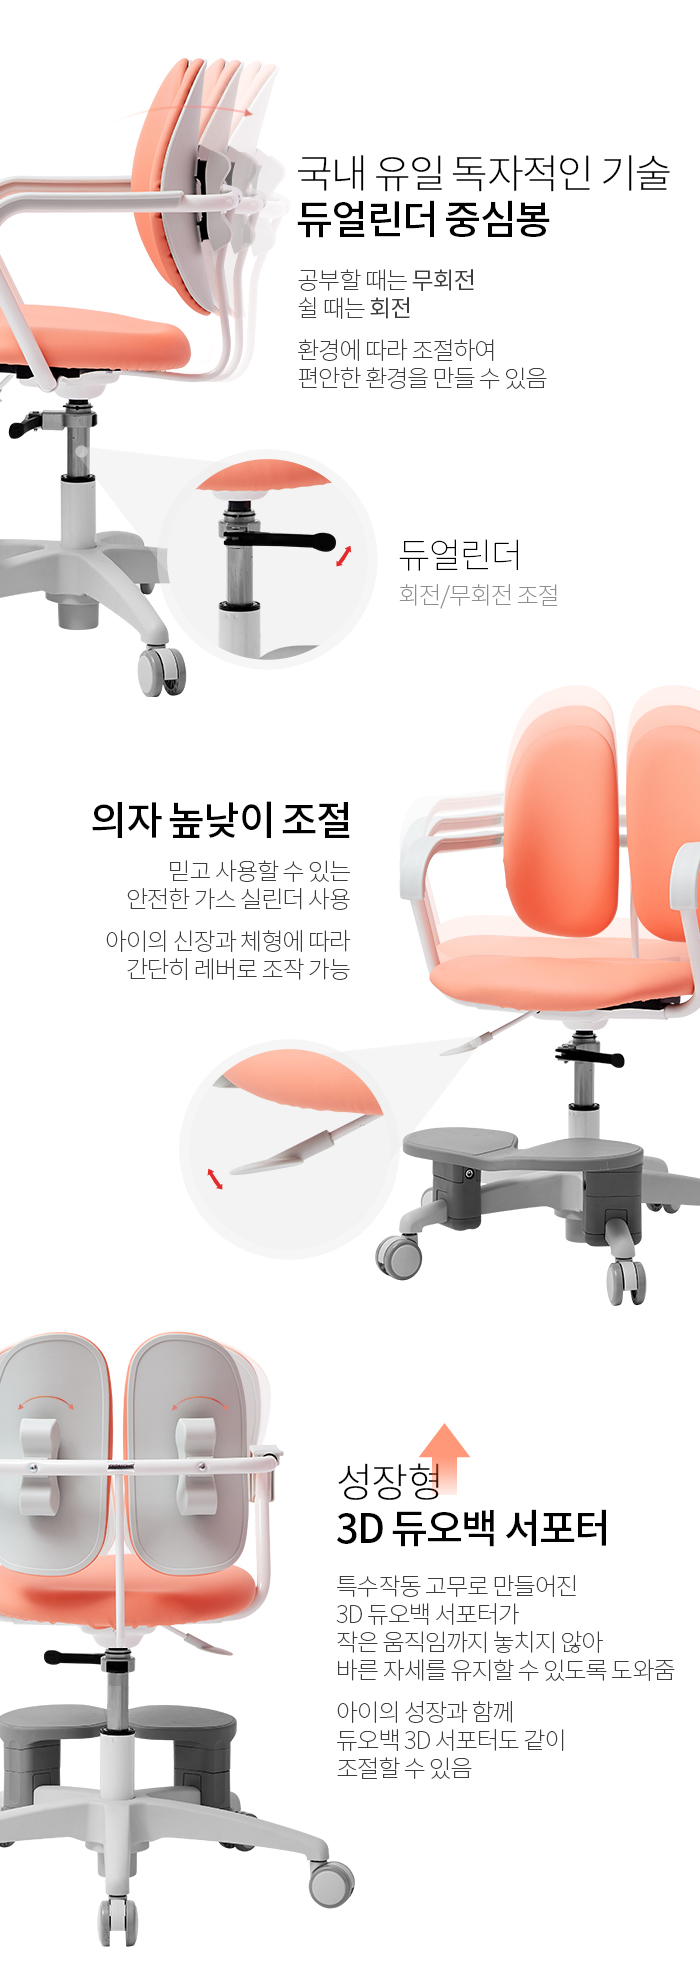 국내 유일 독자적인 기술
듀얼린더 중심봉
공부할 때는 무회전
쉴 때는 회전
환경에 따라 조절하여
편안한 환경을 만들 수 있음
듀얼린더
회전/무회전 조절
의자 높낮이 조절
믿고 사용할 수 있는
안전한 가스 실린더 사용
아이의 신장과 체형에 따라
간단히 레버로 조작 가능
성장형
3D 듀오백 서포터
특수작동 고무로 만들어진
3D 듀오백 서포터가
작은 움직임까지 놓치지 않아
바른 자세를 유지할 수 있도록 도와줌
아이의 성장과 함께
듀오백 3D 서포터도 같이
조절할 수 있음